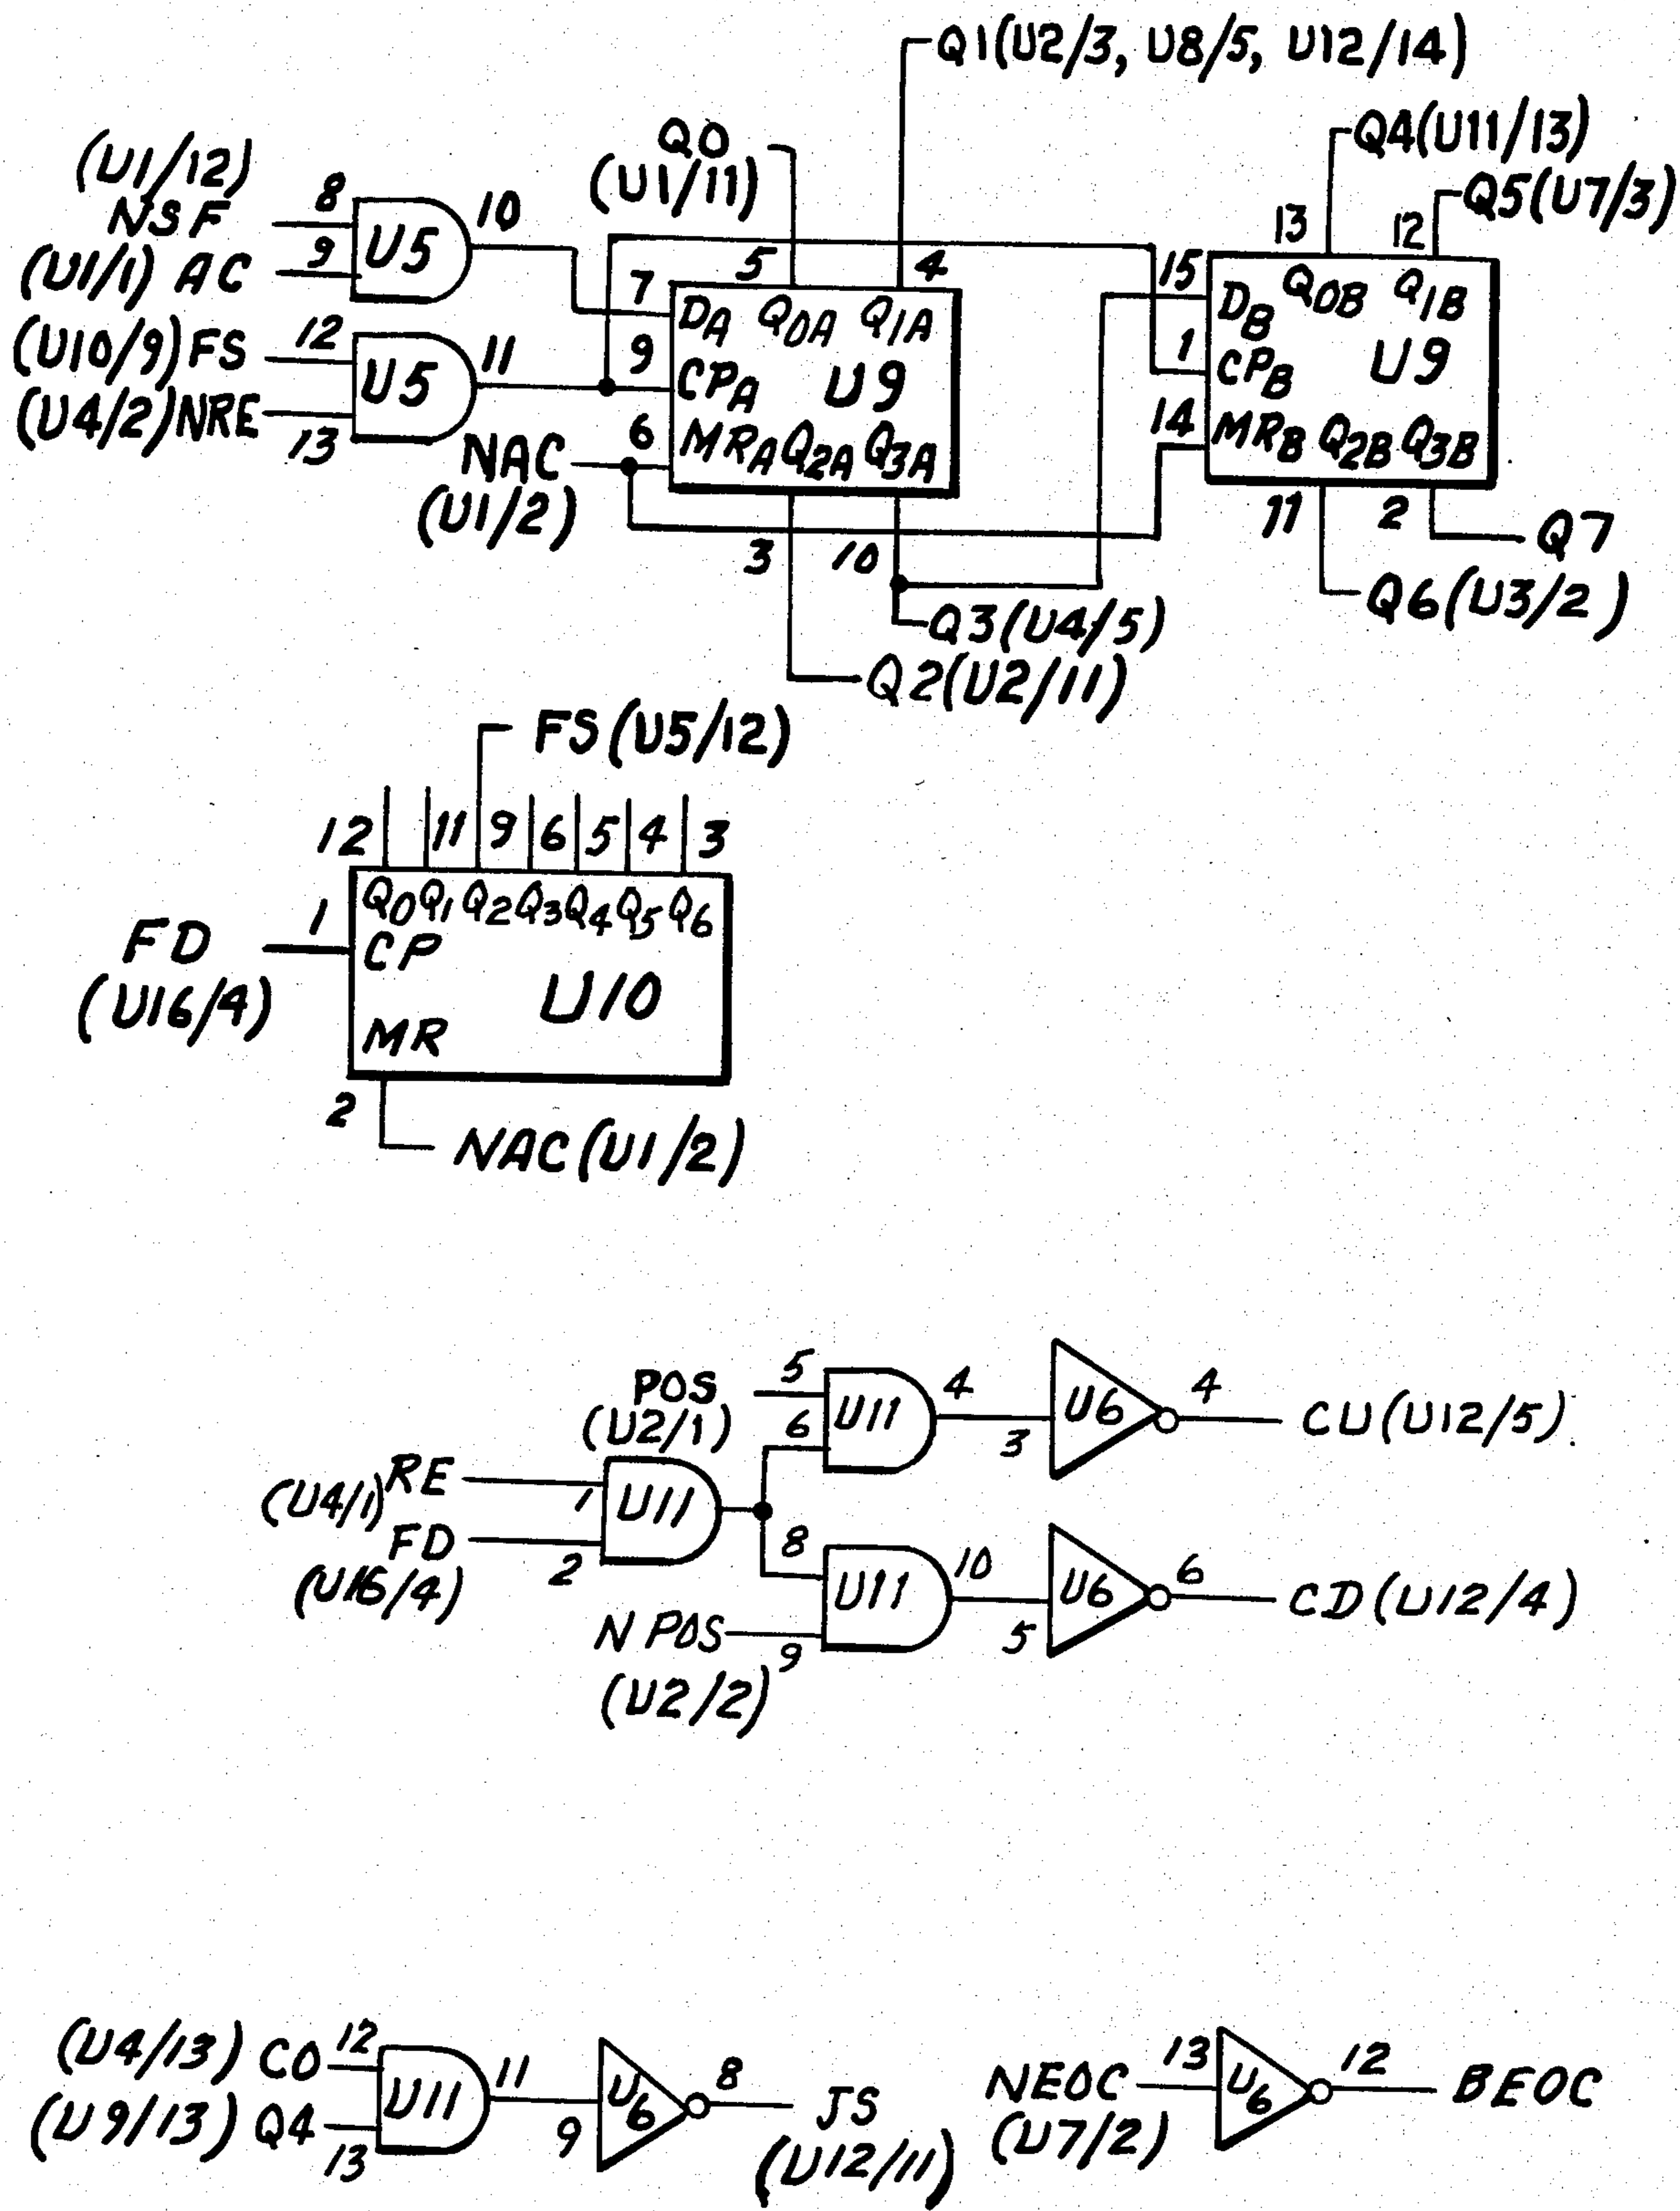 Q1(U2/3, U8/5, U12/14)
Q0
(U1/11)
Q4(U11/13)
Q5(U7/3)
(U1/12)
NSF
8
(U1/1) AC
9
U5
10
(U10/9)FS
12
(U4/2)NRE
13
U5
11
NAC
(U1/2)
5
4
7
9
6
DA Q0A Q1A
CPA U9
MRA Q2A Q3A
3
10
13
12
15
1
14
DB Q0B Q1B
CPB U9
MRB Q2B Q3B
11
2
Q7
Q6(U3/2)
Q3(U4/5)
Q2(U2/11)
FS(U5/12)
12 11 9 6 5 4 3
Q0 Q1 Q2 Q3 Q4 Q5 Q6
FD
(U16/4)
1
CP
U10
MR
2
NAC(U1/2)
POS
(U2/1)
5
6
U11
4
3
U6
4
CU(U12/5)
RE
(U4/1)
1
FD
(U16/4)
2
U11
8
N POS
(U2/2)
9
U11
10
5
U6
6
CD(U12/4)
(U4/13) CO
12
(U9/13) Q4
13
U11
11
9
U6
8
JS
(U12/11)
NEOC
(U7/2)
13
U6
12
BEOC